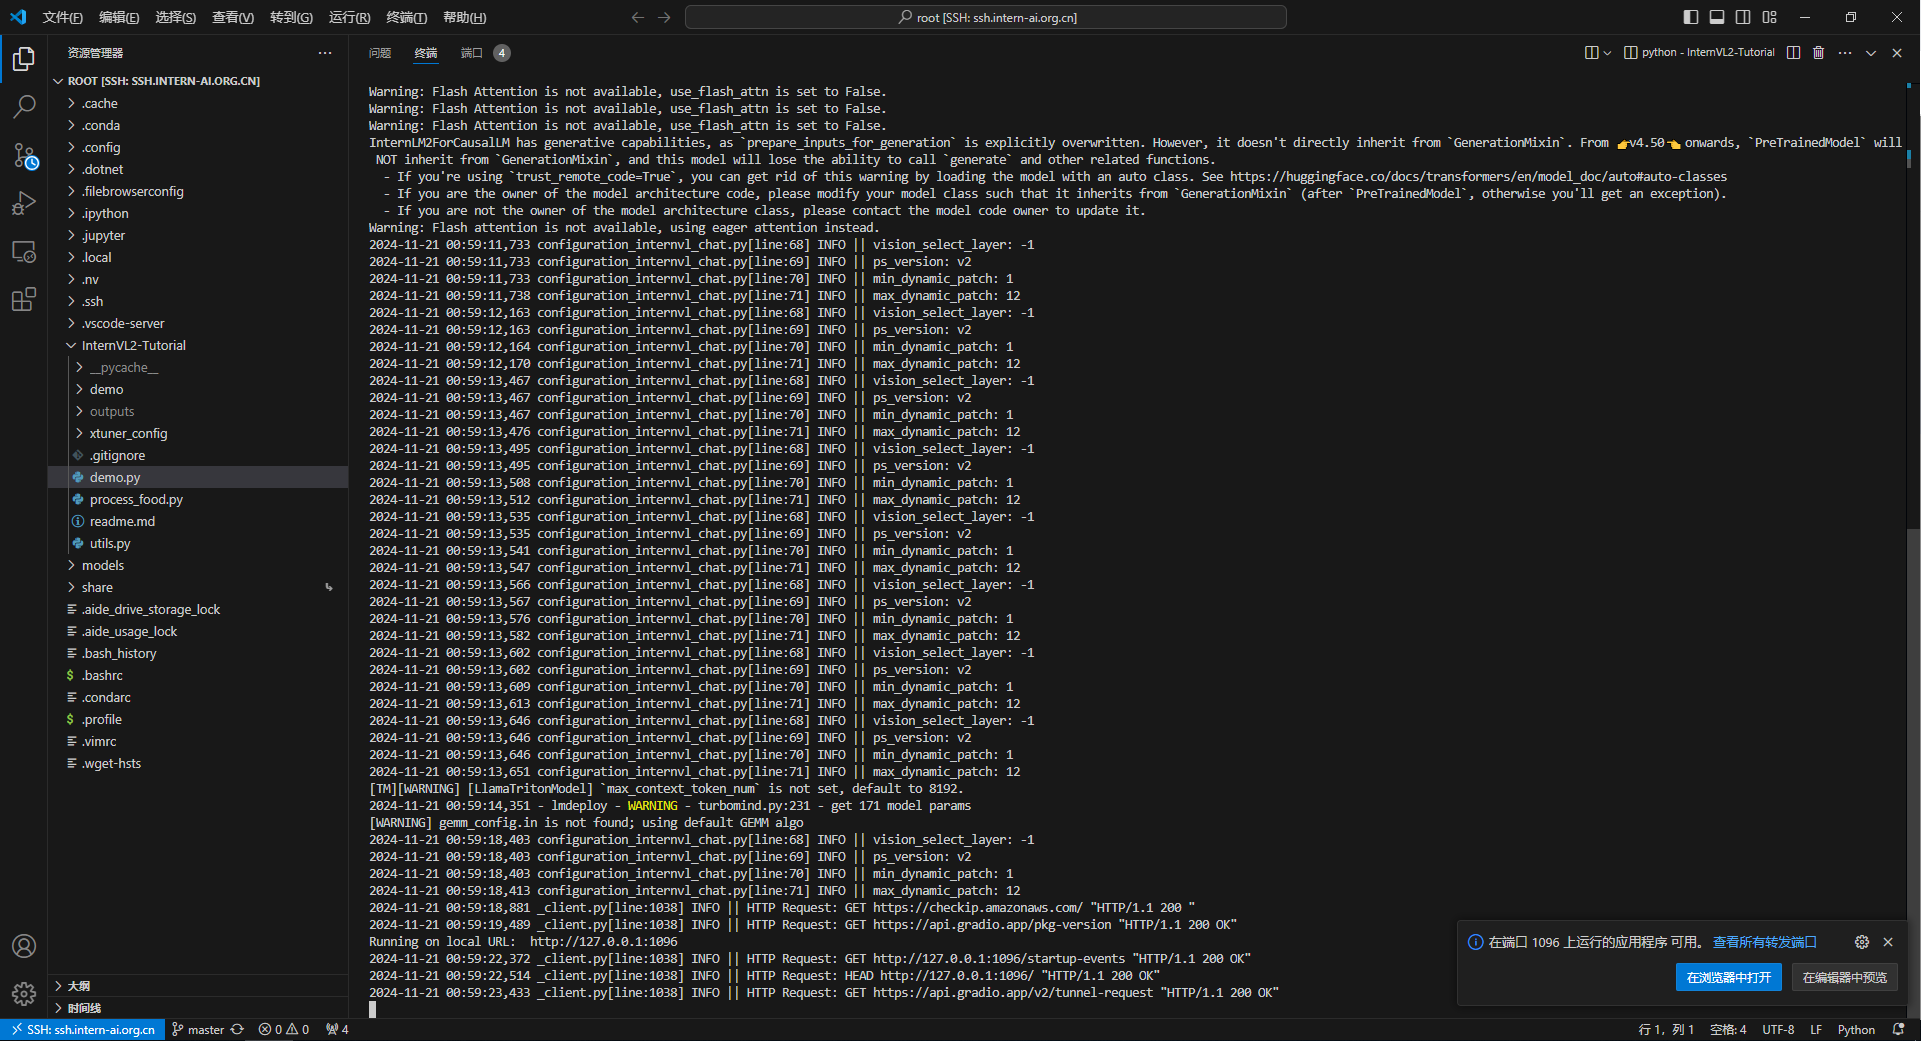 文件(F) 编辑(E) 选择(S) 查看(V) 转到(G) 运行(R) 终端(T) 帮助(H)
root [SSH: ssh.intern-ai.org.cn]
资源管理器
ROOT [SSH: SSH.INTERN-AI.ORG.CN]
.cache
.conda
.config
.dotnet
.filebrowserconfig
.ipython
.jupyter
.local
.nv
.ssh
.vscode-server
InternVL2-Tutorial
__pycache__
demo
outputs
xtuner_config
.gitignore
demo.py
process_food.py
readme.md
utils.py
models
share
.aide_drive_storage_lock
.aide_usage_lock
.bash_history
.bashrc
.condarc
.profile
.vimrc
.wget-hsts
大纲
时间线
问题 终端 端口 4
python - InternVL2-Tutorial
Warning: Flash Attention is not available, use_flash_attn is set to False.
Warning: Flash Attention is not available, use_flash_attn is set to False.
Warning: Flash Attention is not available, use_flash_attn is set to False.
InternLM2ForCausalLM has generative capabilities, as `prepare_inputs_for_generation` is explicitly overwritten. However, it doesn't directly inherit from `GenerationMixin`. From 👉v4.50👈 onwards, `PreTrainedModel` will
NOT inherit from `GenerationMixin`, and this model will lose the ability to call `generate` and other related functions.
- If you're using `trust_remote_code=True`, you can get rid of this warning by loading the model with an auto class. See https://huggingface.co/docs/transformers/en/model_doc/auto#auto-classes
- If you are the owner of the model architecture code, please modify your model class such that it inherits from `GenerationMixin` (after `PreTrainedModel`, otherwise you'll get an exception).
- If you are not the owner of the model architecture class, please contact the model code owner to update it.
Warning: Flash attention is not available, using eager attention instead.
2024-11-21 00:59:11,733 configuration_internvl_chat.py[line:68] INFO || vision_select_layer: -1
2024-11-21 00:59:11,733 configuration_internvl_chat.py[line:69] INFO || ps_version: v2
2024-11-21 00:59:11,733 configuration_internvl_chat.py[line:70] INFO || min_dynamic_patch: 1
2024-11-21 00:59:11,738 configuration_internvl_chat.py[line:71] INFO || max_dynamic_patch: 12
2024-11-21 00:59:12,163 configuration_internvl_chat.py[line:68] INFO || vision_select_layer: -1
2024-11-21 00:59:12,163 configuration_internvl_chat.py[line:69] INFO || ps_version: v2
2024-11-21 00:59:12,164 configuration_internvl_chat.py[line:70] INFO || min_dynamic_patch: 1
2024-11-21 00:59:12,170 configuration_internvl_chat.py[line:71] INFO || max_dynamic_patch: 12
2024-11-21 00:59:13,467 configuration_internvl_chat.py[line:68] INFO || vision_select_layer: -1
2024-11-21 00:59:13,467 configuration_internvl_chat.py[line:69] INFO || ps_version: v2
2024-11-21 00:59:13,467 configuration_internvl_chat.py[line:70] INFO || min_dynamic_patch: 1
2024-11-21 00:59:13,476 configuration_internvl_chat.py[line:71] INFO || max_dynamic_patch: 12
2024-11-21 00:59:13,495 configuration_internvl_chat.py[line:68] INFO || vision_select_layer: -1
2024-11-21 00:59:13,495 configuration_internvl_chat.py[line:69] INFO || ps_version: v2
2024-11-21 00:59:13,508 configuration_internvl_chat.py[line:70] INFO || min_dynamic_patch: 1
2024-11-21 00:59:13,512 configuration_internvl_chat.py[line:71] INFO || max_dynamic_patch: 12
2024-11-21 00:59:13,535 configuration_internvl_chat.py[line:68] INFO || vision_select_layer: -1
2024-11-21 00:59:13,535 configuration_internvl_chat.py[line:69] INFO || ps_version: v2
2024-11-21 00:59:13,541 configuration_internvl_chat.py[line:70] INFO || min_dynamic_patch: 1
2024-11-21 00:59:13,547 configuration_internvl_chat.py[line:71] INFO || max_dynamic_patch: 12
2024-11-21 00:59:13,566 configuration_internvl_chat.py[line:68] INFO || vision_select_layer: -1
2024-11-21 00:59:13,567 configuration_internvl_chat.py[line:69] INFO || ps_version: v2
2024-11-21 00:59:13,576 configuration_internvl_chat.py[line:70] INFO || min_dynamic_patch: 1
2024-11-21 00:59:13,582 configuration_internvl_chat.py[line:71] INFO || max_dynamic_patch: 12
2024-11-21 00:59:13,602 configuration_internvl_chat.py[line:68] INFO || vision_select_layer: -1
2024-11-21 00:59:13,602 configuration_internvl_chat.py[line:69] INFO || ps_version: v2
2024-11-21 00:59:13,609 configuration_internvl_chat.py[line:70] INFO || min_dynamic_patch: 1
2024-11-21 00:59:13,613 configuration_internvl_chat.py[line:71] INFO || max_dynamic_patch: 12
2024-11-21 00:59:13,646 configuration_internvl_chat.py[line:68] INFO || vision_select_layer: -1
2024-11-21 00:59:13,646 configuration_internvl_chat.py[line:69] INFO || ps_version: v2
2024-11-21 00:59:13,646 configuration_internvl_chat.py[line:70] INFO || min_dynamic_patch: 1
2024-11-21 00:59:13,651 configuration_internvl_chat.py[line:71] INFO || max_dynamic_patch: 12
[TM][WARNING] [LlamaTritonModel] `max_context_token_num` is not set, default to 8192.
2024-11-21 00:59:14,351 - lmdeploy - WARNING - turbomind.py:231 - get 171 model params
[WARNING] gemm_config.in is not found; using default GEMM algo
2024-11-21 00:59:18,403 configuration_internvl_chat.py[line:68] INFO || vision_select_layer: -1
2024-11-21 00:59:18,403 configuration_internvl_chat.py[line:69] INFO || ps_version: v2
2024-11-21 00:59:18,403 configuration_internvl_chat.py[line:70] INFO || min_dynamic_patch: 1
2024-11-21 00:59:18,413 configuration_internvl_chat.py[line:71] INFO || max_dynamic_patch: 12
2024-11-21 00:59:18,881 _client.py[line:1038] INFO || HTTP Request: GET https://checkip.amazonaws.com/ "HTTP/1.1 200 "
2024-11-21 00:59:19,489 _client.py[line:1038] INFO || HTTP Request: GET https://api.gradio.app/pkg-version "HTTP/1.1 200 OK"
Running on local URL:  http://127.0.0.1:1096
2024-11-21 00:59:22,372 _client.py[line:1038] INFO || HTTP Request: GET http://127.0.0.1:1096/startup-events "HTTP/1.1 200 OK"
2024-11-21 00:59:22,514 _client.py[line:1038] INFO || HTTP Request: HEAD http://127.0.0.1:1096/ "HTTP/1.1 200 OK"
2024-11-21 00:59:23,433 _client.py[line:1038] INFO || HTTP Request: GET https://api.gradio.app/v2/tunnel-request "HTTP/1.1 200 OK"
在端口 1096 上运行的应用程序 可用。 查看所有转发端口
在浏览器中打开 在编辑器中预览
SSH: ssh.intern-ai.org.cn master 0 0 4
行 1，列 1 空格: 4 UTF-8 LF Python